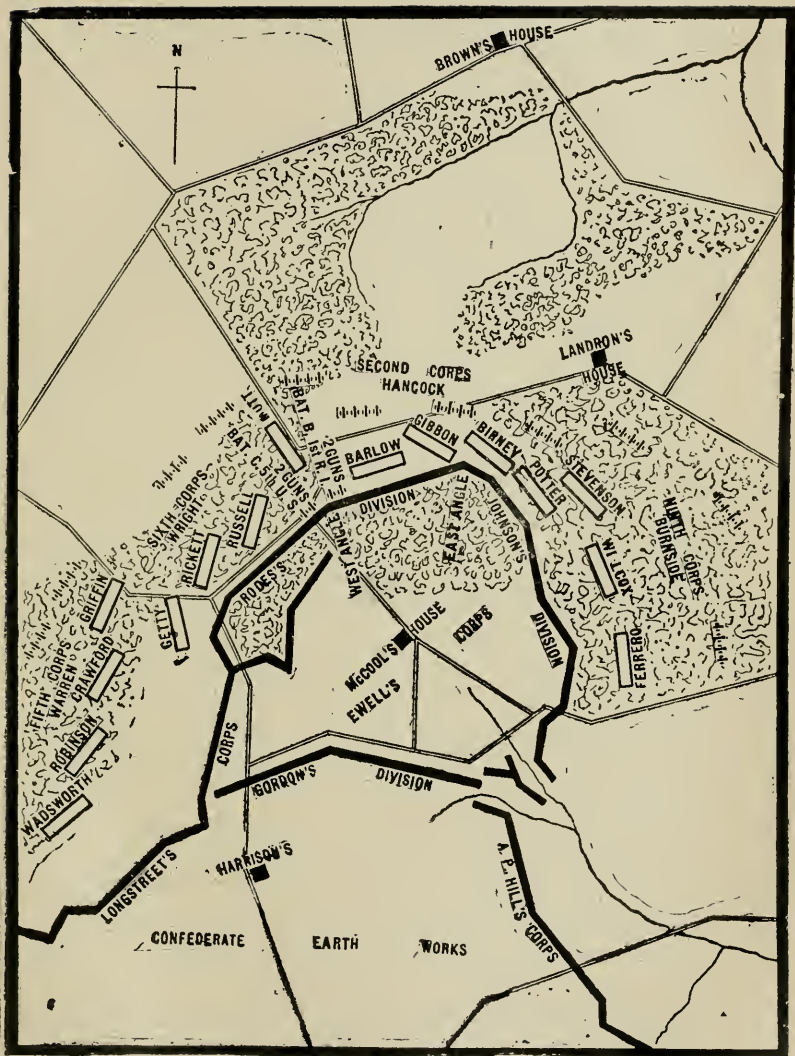 N
BROWN'S HOUSE
LANDRON'S
HOUSE
SECOND CORPS
HANCOCK
MOTT
BAT. B. 1st R. I.
2 GUNS
BAT. C. 5th U. S.
2 GUNS
BARLOW
GIBBON
BIRNEY
POTTER
STEVENSON
SIXTH CORPS
WRIGHT
RUSSELL
RICKETT
GETTY
NINTH CORPS
BURNSIDE
WILCOX
FERRERO
DIVISION
JOHNSON'S
DIVISION
WEST ANGLE
EAST ANGLE
RODES'S
McCOOL'S HOUSE
EWELL'S
CORPS
GRIFFIN
FIFTH CORPS
WARREN
CRAWFORD
ROBINSON
WADSWORTH
CORPS
GORDON'S DIVISION
LONGSTREET'S
HARRISON'S
A. P. HILL'S CORPS
CONFEDERATE EARTH WORKS